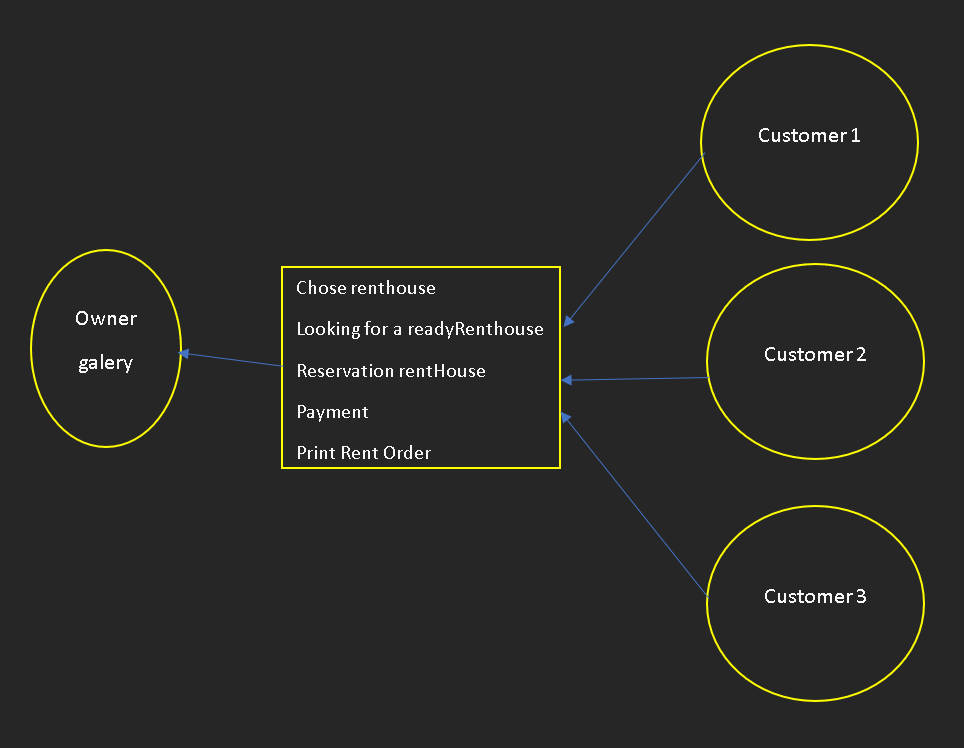 Owner
galery
Chose renthouse
Looking for a readyRenthouse
Reservation rentHouse
Payment
Print Rent Order
Customer 1
Customer 2
Customer 3